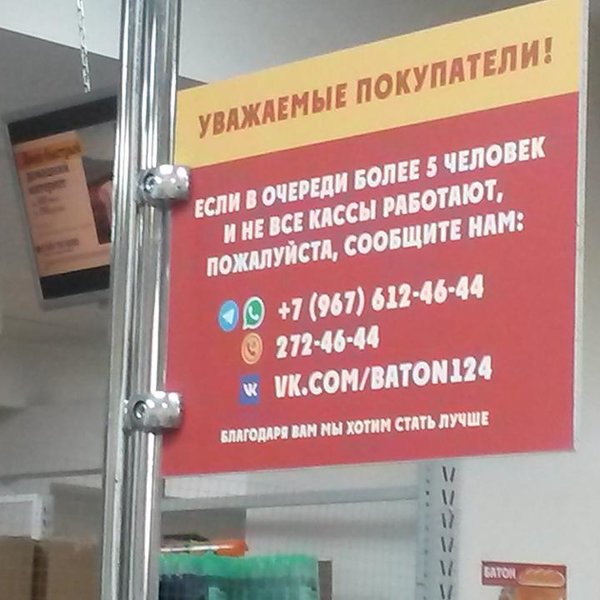 УВАЖАЕМЫЕ ПОКУПАТЕЛИ!
ЕСЛИ В ОЧЕРЕДИ БОЛЕЕ 5 ЧЕЛОВЕК
И НЕ ВСЕ КАССЫ РАБОТАЮТ,
ПОЖАЛУЙСТА, СООБЩИТЕ НАМ:
+7 (967) 612-46-44
272-46-44
VK.COM/BATON124
БЛАГОДАРЯ ВАМ МЫ ХОТИМ СТАТЬ ЛУЧШЕ
БАТОН